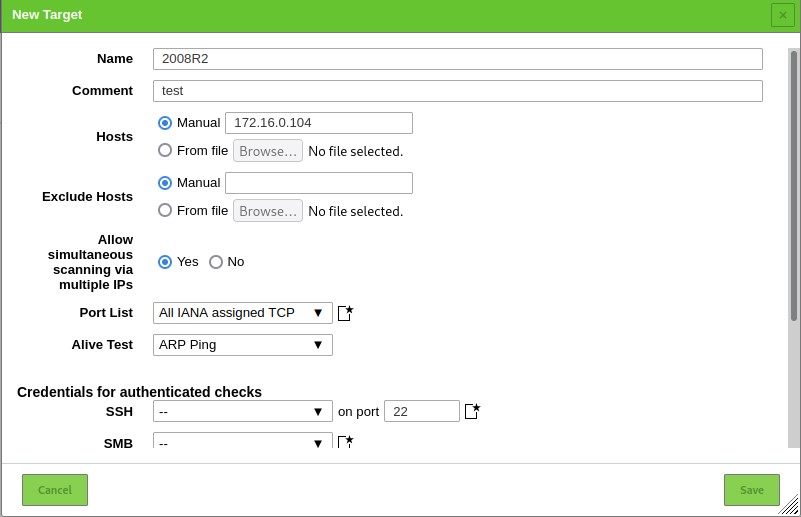 New Target
Name 2008R2
Comment test
Hosts
Manual 172.16.0.104
From file Browse... No file selected.
Exclude Hosts
Manual
From file Browse... No file selected.
Allow
simultaneous
scanning via
multiple IPs
Yes No
Port List All IANA assigned TCP
Alive Test ARP Ping
Credentials for authenticated checks
SSH -- on port 22
SMB --
Cancel Save